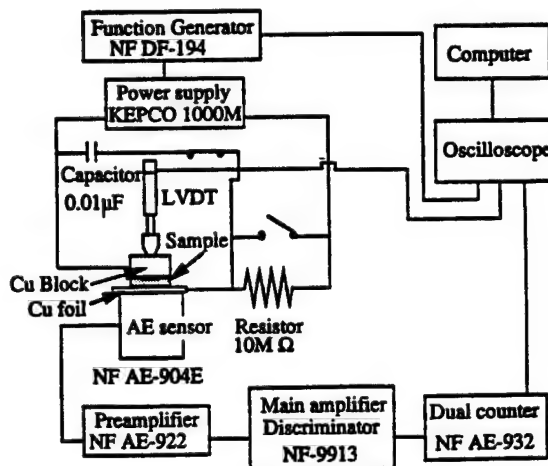 Function Generator
NF DF-194
Computer
Power supply
KEPCO 1000M
Oscilloscope
Capacitor
0.01µF
LVDT
Sample
Cu Block
Cu foil
AE sensor
Resistor
10M Ω
NF AE-904E
Preamplifier
NF AE-922
Main amplifier
Discriminator
NF-9913
Dual counter
NF AE-932